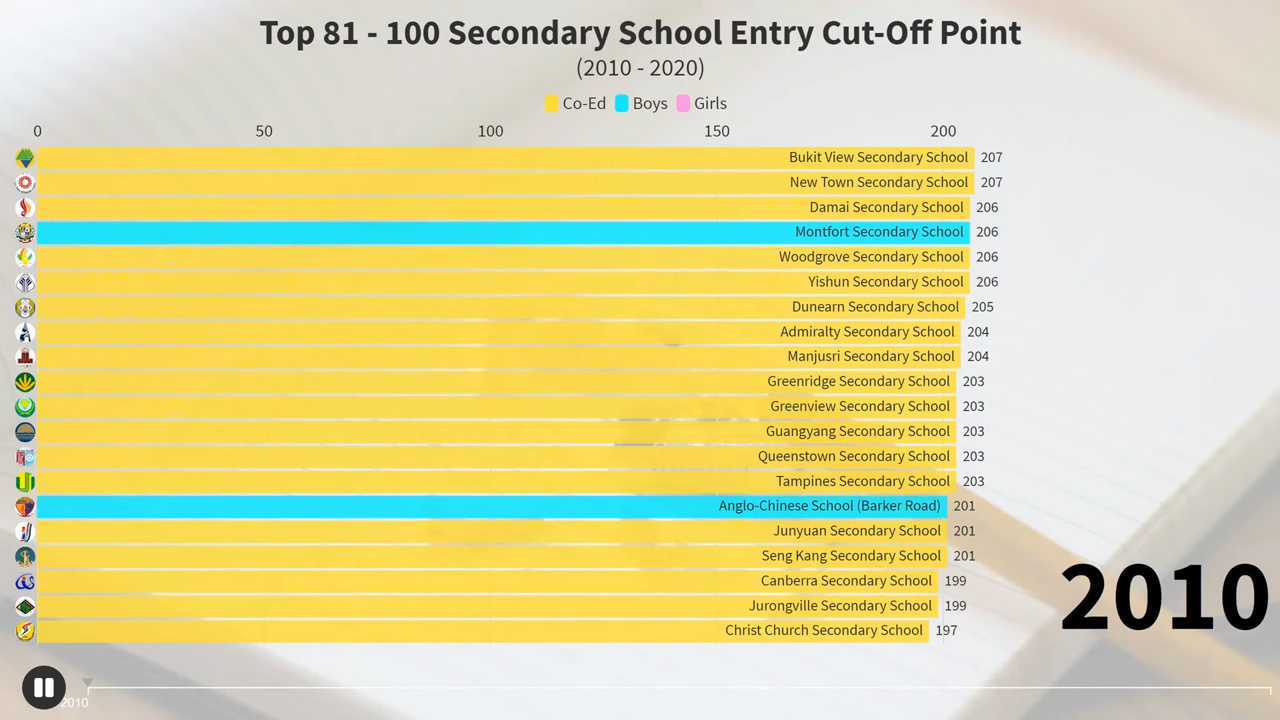 Top 81 - 100 Secondary School Entry Cut-Off Point
(2010 - 2020)
Co-Ed Boys Girls
0 50 100 150 200
Bukit View Secondary School 207
New Town Secondary School 207
Damai Secondary School 206
Montfort Secondary School 206
Woodgrove Secondary School 206
Yishun Secondary School 206
Dunearn Secondary School 205
Admiralty Secondary School 204
Manjusri Secondary School 204
Greenridge Secondary School 203
Greenview Secondary School 203
Guangyang Secondary School 203
Queenstown Secondary School 203
Tampines Secondary School 203
Anglo-Chinese School (Barker Road) 201
Junyuan Secondary School 201
Seng Kang Secondary School 201
Canberra Secondary School 199
Jurongville Secondary School 199
Christ Church Secondary School 197
2010
2010